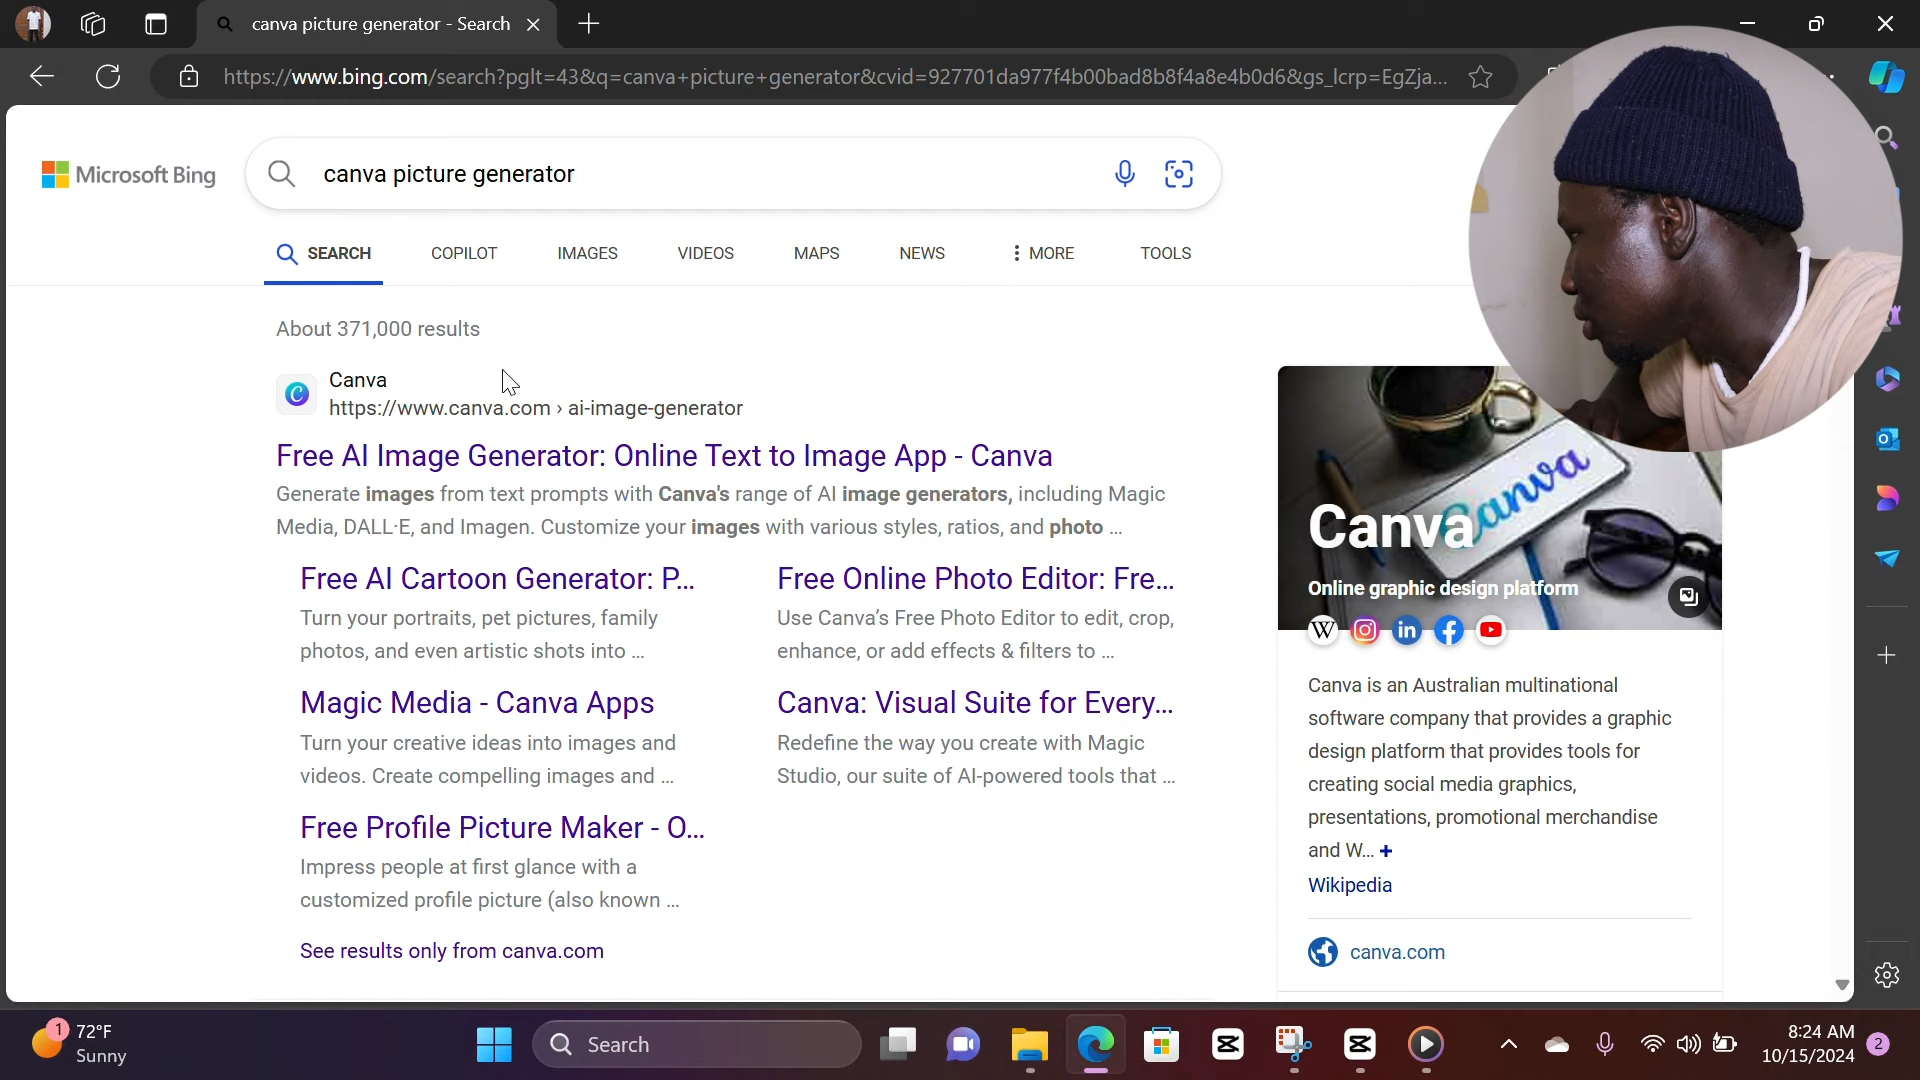 canva picture generator - Search
https://www.bing.com/search?pglt=43&q=canva+picture+generator&cvid=927701da977f4b00bad8b8f4a8e4b0d6&gs_lcrp=EgZja...
Microsoft Bing
canva picture generator
SEARCH COPILOT IMAGES VIDEOS MAPS NEWS MORE TOOLS
About 371,000 results
Canva
https://www.canva.com › ai-image-generator
Free AI Image Generator: Online Text to Image App - Canva
Generate images from text prompts with Canva's range of AI image generators, including Magic
Media, DALL·E, and Imagen. Customize your images with various styles, ratios, and photo ...
Free AI Cartoon Generator: P...
Turn your portraits, pet pictures, family
photos, and even artistic shots into ...
Free Online Photo Editor: Fre...
Use Canva's Free Photo Editor to edit, crop,
enhance, or add effects & filters to ...
Magic Media - Canva Apps
Turn your creative ideas into images and
videos. Create compelling images and ...
Canva: Visual Suite for Every...
Redefine the way you create with Magic
Studio, our suite of AI-powered tools that ...
Free Profile Picture Maker - O...
Impress people at first glance with a
customized profile picture (also known ...
See results only from canva.com
Canva
Canva
Online graphic design platform
W
in
Canva is an Australian multinational
software company that provides a graphic
design platform that provides tools for
creating social media graphics,
presentations, promotional merchandise
and W... +
Wikipedia
canva.com
1
72°F
Sunny
Search
8:24 AM
10/15/2024
2